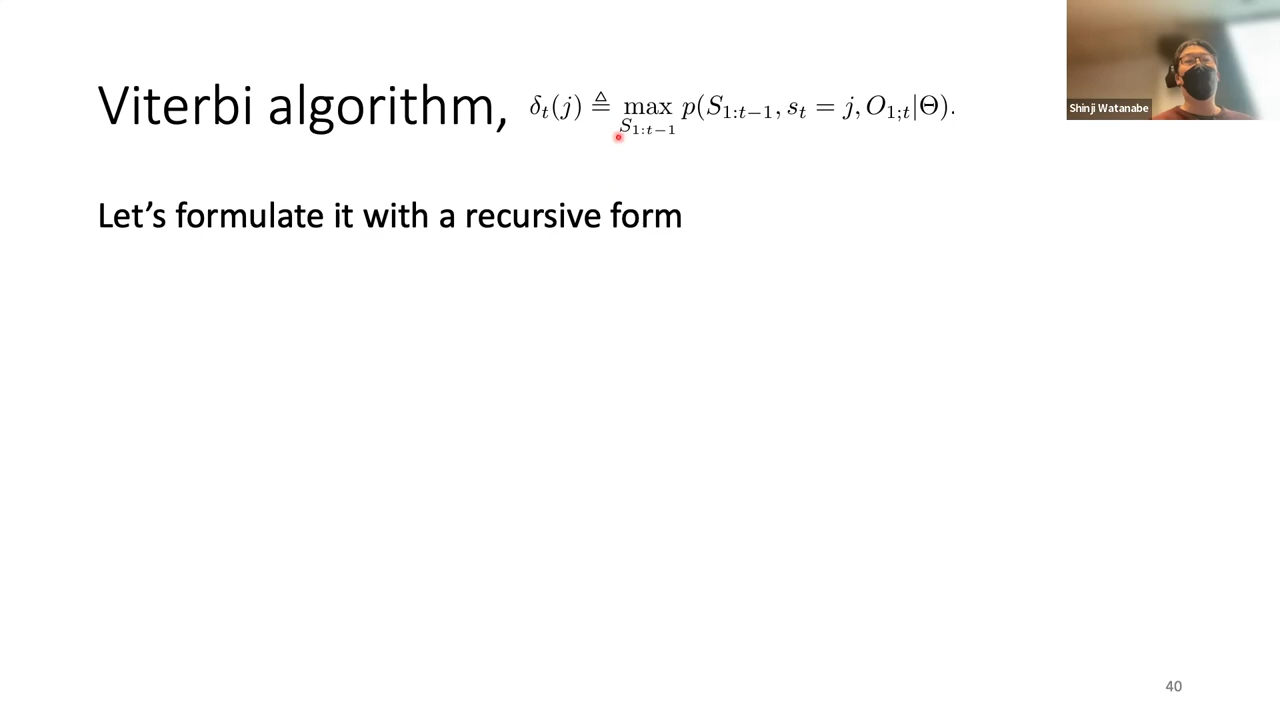 Viterbi algorithm, δ_t(j) ≜ max_{S_{1:t−1}} p(S_{1:t−1}, s_t = j, O_{1;t}|Θ).
Shinji Watanabe
Let's formulate it with a recursive form
40